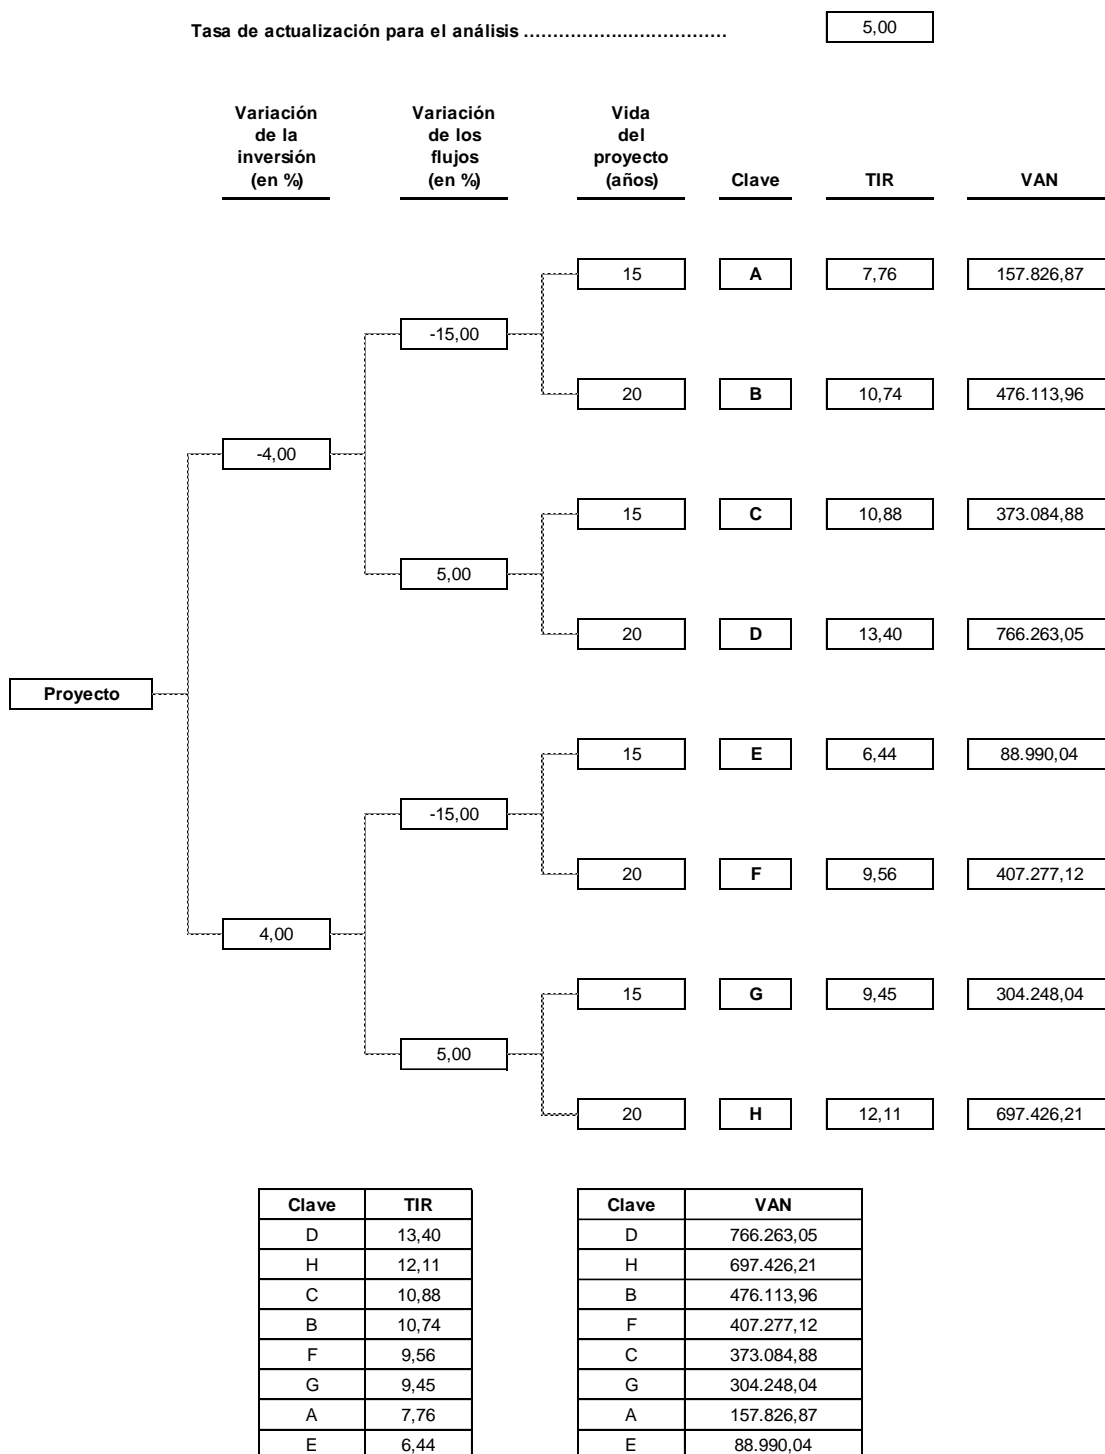 Tasa de actualización para el análisis ……………………………… 5,00
Variación Variación Vida
de la de los del
inversión flujos proyecto
(en %) (en %) (años) Clave TIR VAN
15 A 7,76 157.826,87
-15,00
20 B 10,74 476.113,96
-4,00
15 C 10,88 373.084,88
5,00
20 D 13,40 766.263,05
Proyecto
15 E 6,44 88.990,04
-15,00
20 F 9,56 407.277,12
4,00
15 G 9,45 304.248,04
5,00
20 H 12,11 697.426,21
Clave TIR Clave VAN
D 13,40 D 766.263,05
H 12,11 H 697.426,21
C 10,88 B 476.113,96
B 10,74 F 407.277,12
F 9,56 C 373.084,88
G 9,45 G 304.248,04
A 7,76 A 157.826,87
E 6,44 E 88.990,04